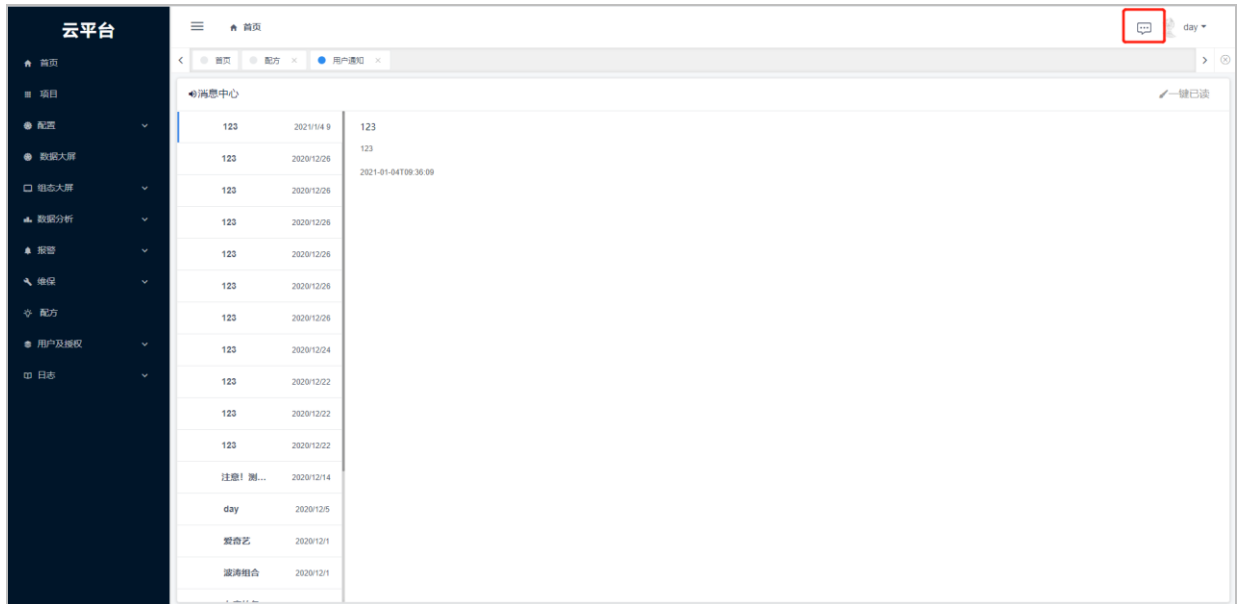 云平台
首页
day
首页
项目
配置
数据大屏
组态大屏
数据分析
报警
维保
配方
用户及授权
日志
首页 配方 × 用户通知 ×
消息中心
一键已读
123 2021/1/4 9
123 2020/12/26
123 2020/12/26
123 2020/12/26
123 2020/12/26
123 2020/12/26
123 2020/12/26
123 2020/12/24
123 2020/12/22
123 2020/12/22
123 2020/12/22
注意！测... 2020/12/14
day 2020/12/5
爱奇艺 2020/12/1
波涛组合 2020/12/1
123
123
2021-01-04T09:36:09